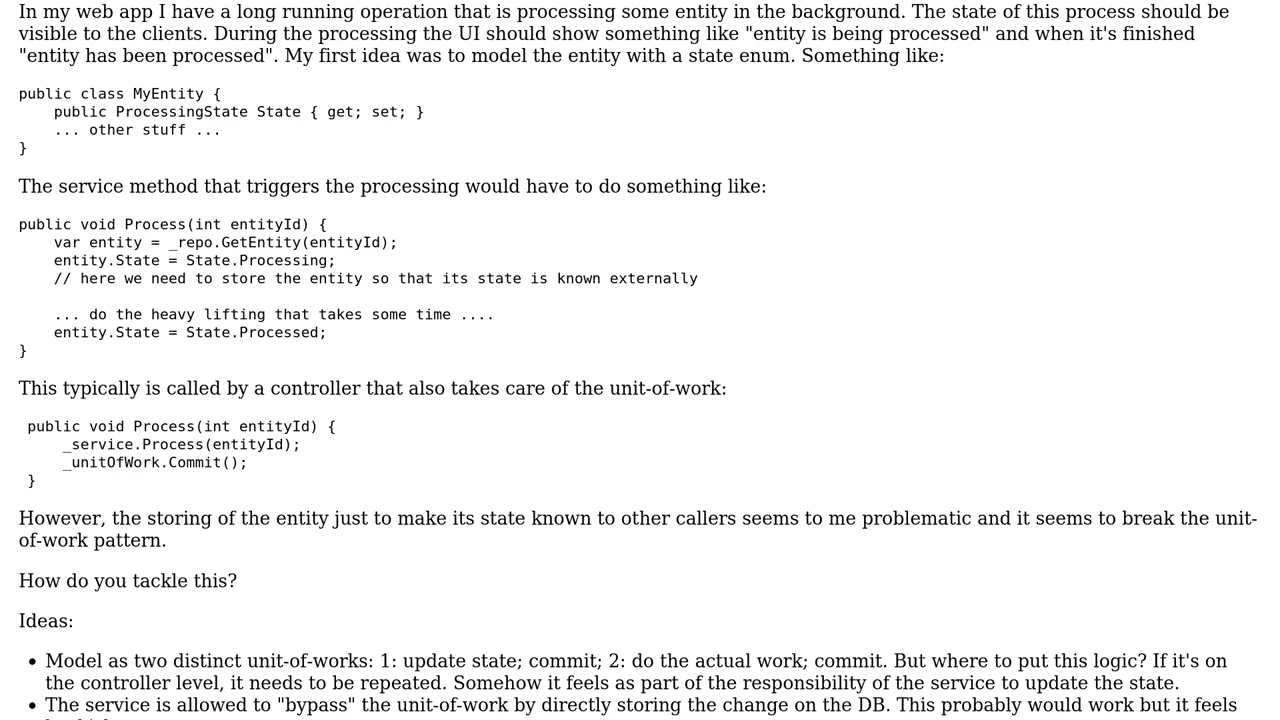 In my web app I have a long running operation that is processing some entity in the background. The state of this process should be
visible to the clients. During the processing the UI should show something like "entity is being processed" and when it's finished
"entity has been processed". My first idea was to model the entity with a state enum. Something like:
public class MyEntity {
    public ProcessingState State { get; set; }
    ... other stuff ...
}
The service method that triggers the processing would have to do something like:
public void Process(int entityId) {
    var entity = _repo.GetEntity(entityId);
    entity.State = State.Processing;
    // here we need to store the entity so that its state is known externally
    ... do the heavy lifting that takes some time ....
    entity.State = State.Processed;
}
This typically is called by a controller that also takes care of the unit-of-work:
 public void Process(int entityId) {
     _service.Process(entityId);
     _unitOfWork.Commit();
 }
However, the storing of the entity just to make its state known to other callers seems to me problematic and it seems to break the unit-
of-work pattern.
How do you tackle this?
Ideas:
• Model as two distinct unit-of-works: 1: update state; commit; 2: do the actual work; commit. But where to put this logic? If it's on
the controller level, it needs to be repeated. Somehow it feels as part of the responsibility of the service to update the state.
• The service is allowed to "bypass" the unit-of-work by directly storing the change on the DB. This probably would work but it feels